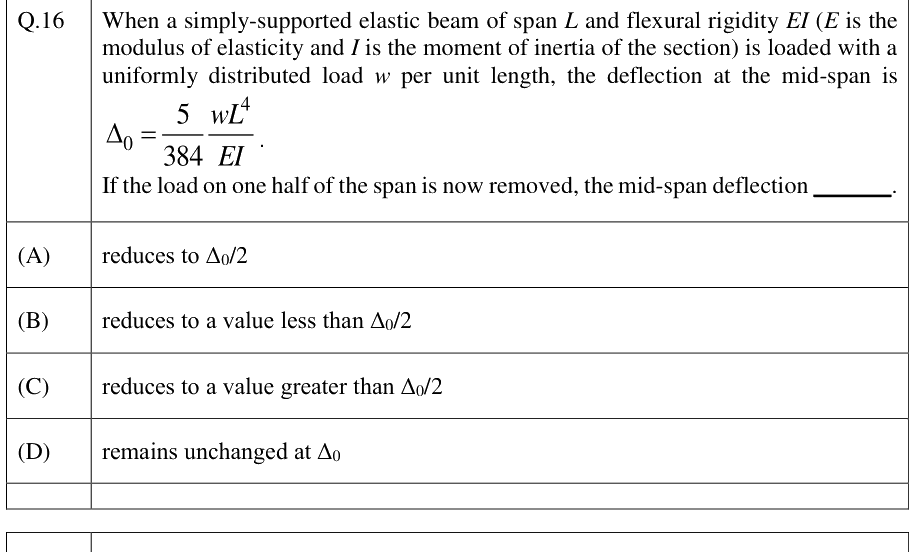 Q.16 When a simply-supported elastic beam of span L and flexural rigidity EI (E is the
modulus of elasticity and I is the moment of inertia of the section) is loaded with a
uniformly distributed load w per unit length, the deflection at the mid-span is
Δ₀ = 5/384 wL⁴/EI .
If the load on one half of the span is now removed, the mid-span deflection ______.
(A) reduces to Δ₀/2
(B) reduces to a value less than Δ₀/2
(C) reduces to a value greater than Δ₀/2
(D) remains unchanged at Δ₀